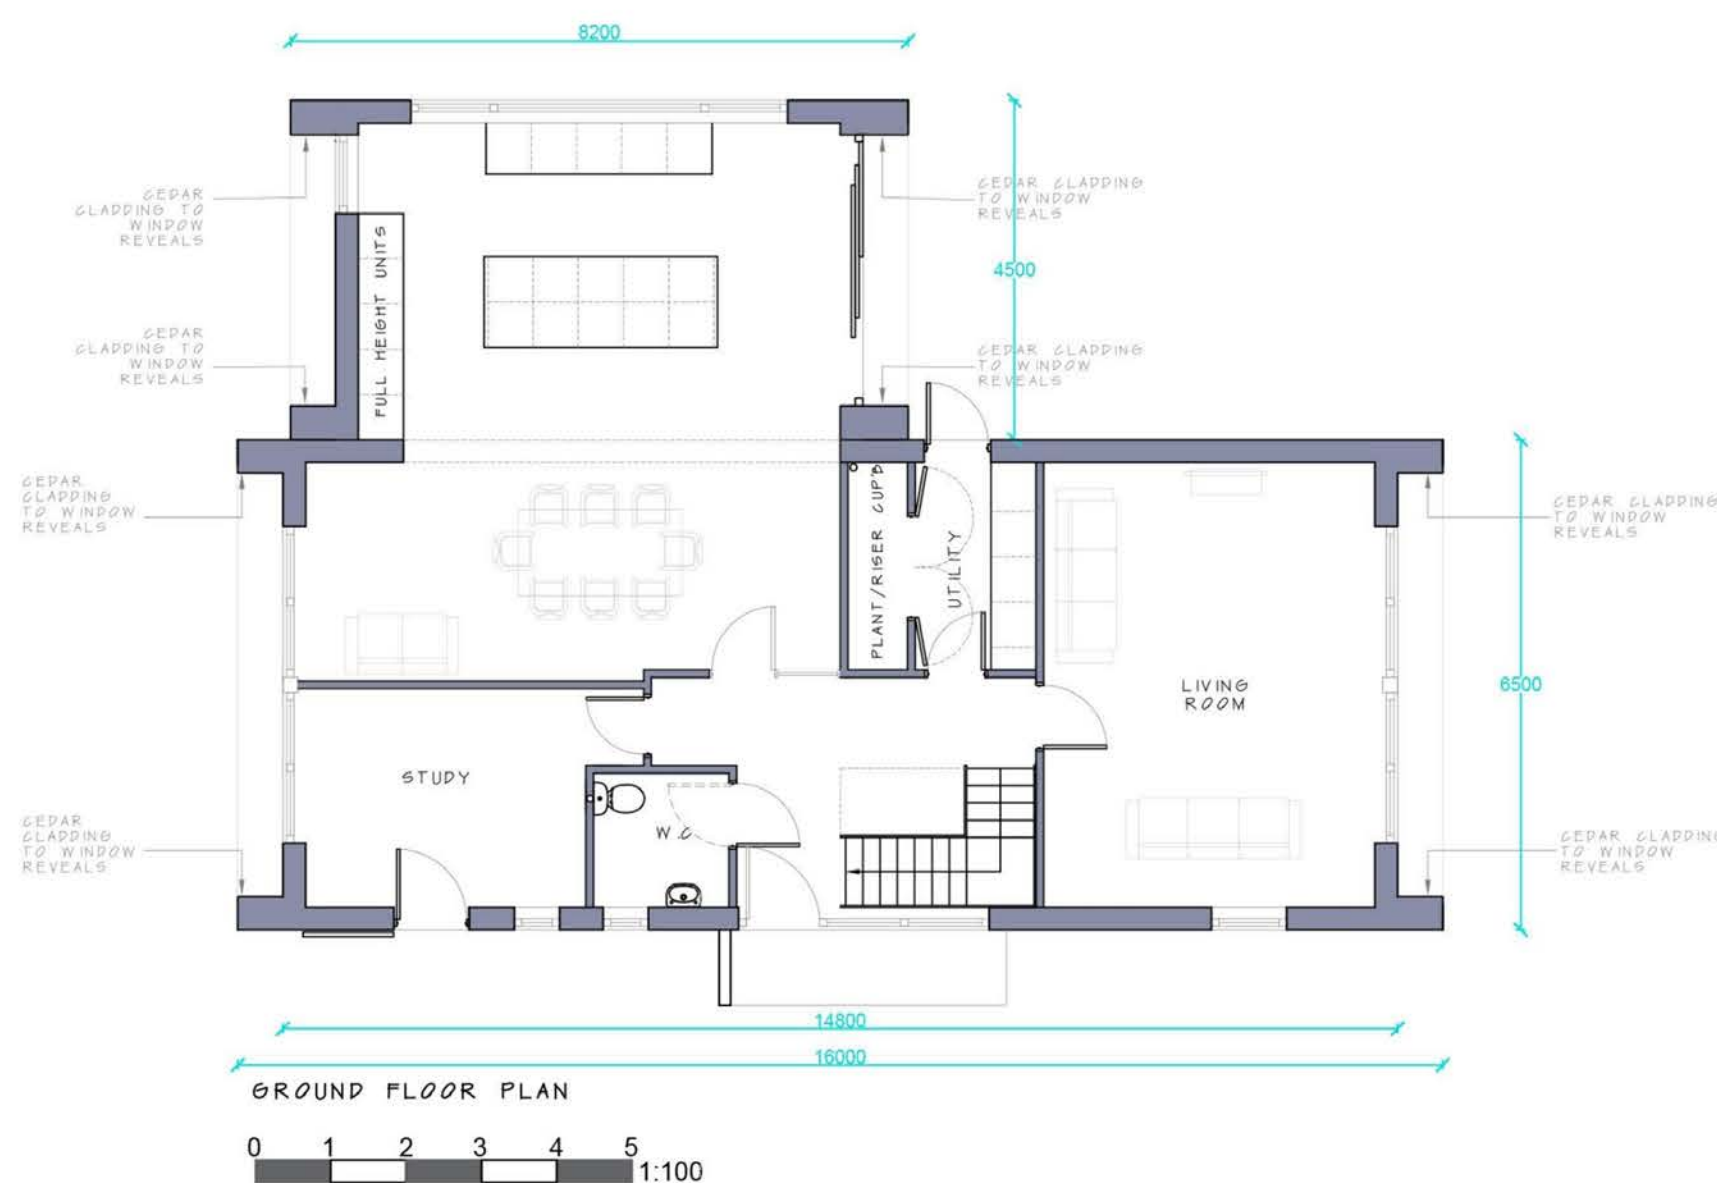 8200
CEDAR
CLADDING TO
WINDOW
REVEALS
CEDAR CLADDING
TO WINDOW
REVEALS
4500
FULL HEIGHT UNITS
CEDAR
CLADDING TO
WINDOW
REVEALS
CEDAR CLADDING
TO WINDOW
REVEALS
CEDAR
CLADDING
TO WINDOW
REVEALS
PLANT/RISER CUP'D
UTILITY
CEDAR CLADDING
TO WINDOW
REVEALS
LIVING
ROOM
6500
STUDY
W.C
CEDAR
CLADDING
TO WINDOW
REVEALS
CEDAR CLADDING
TO WINDOW
REVEALS
14800
16000
GROUND FLOOR PLAN
0 1 2 3 4 5
1:100